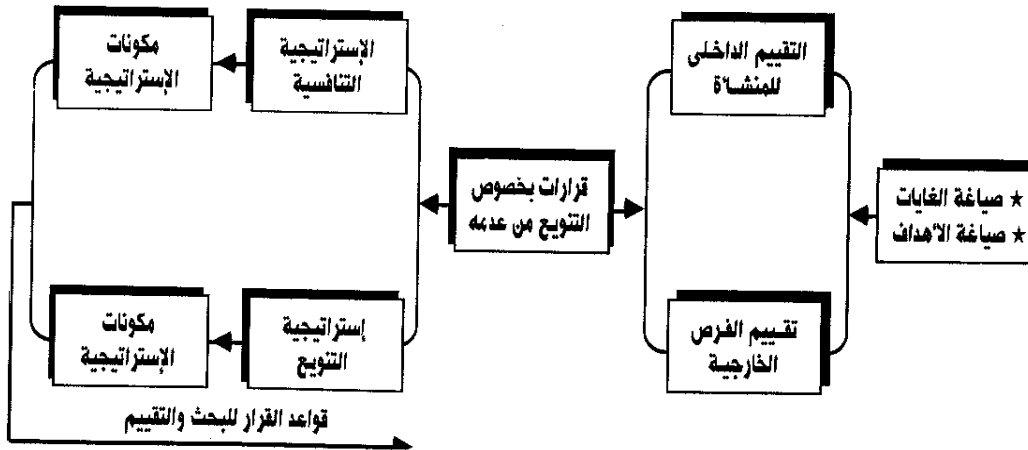 ★ صياغة الغايات
★ صياغة الأهداف
التقييم الداخلى
للمنشأة
تقييم الفرص
الخارجية
قرارات بخصوص
التنويع من عدمه
الإستراتيجية
التنافسية
مكونات
الإستراتيجية
إستراتيجية
التنويع
مكونات
الإستراتيجية
قواعد القرار للبحث والتقييم